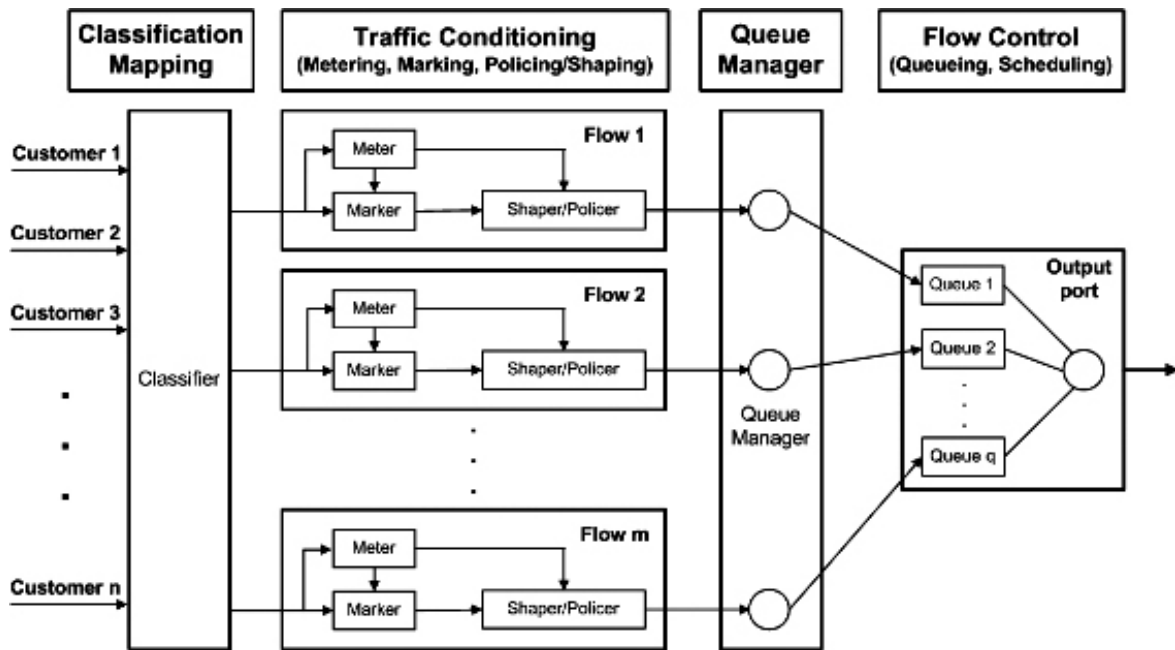 Classification
Mapping
Traffic Conditioning
(Metering, Marking, Policing/Shaping)
Queue
Manager
Flow Control
(Queueing, Scheduling)
Customer 1
Customer 2
Customer 3
Customer n
Classifier
Flow 1
Meter
Marker
Shaper/Policer
Flow 2
Meter
Marker
Shaper/Policer
Flow m
Meter
Marker
Shaper/Policer
Queue
Manager
Output
port
Queue 1
Queue 2
Queue q